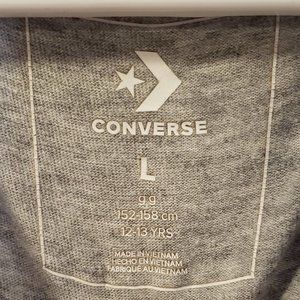 CONVERSE
L
g g
152-158 cm
12-13 YRS
MADE IN VIETNAM
HECHO EN VIETNAM
FABRIQUÉ AU VIETNAM